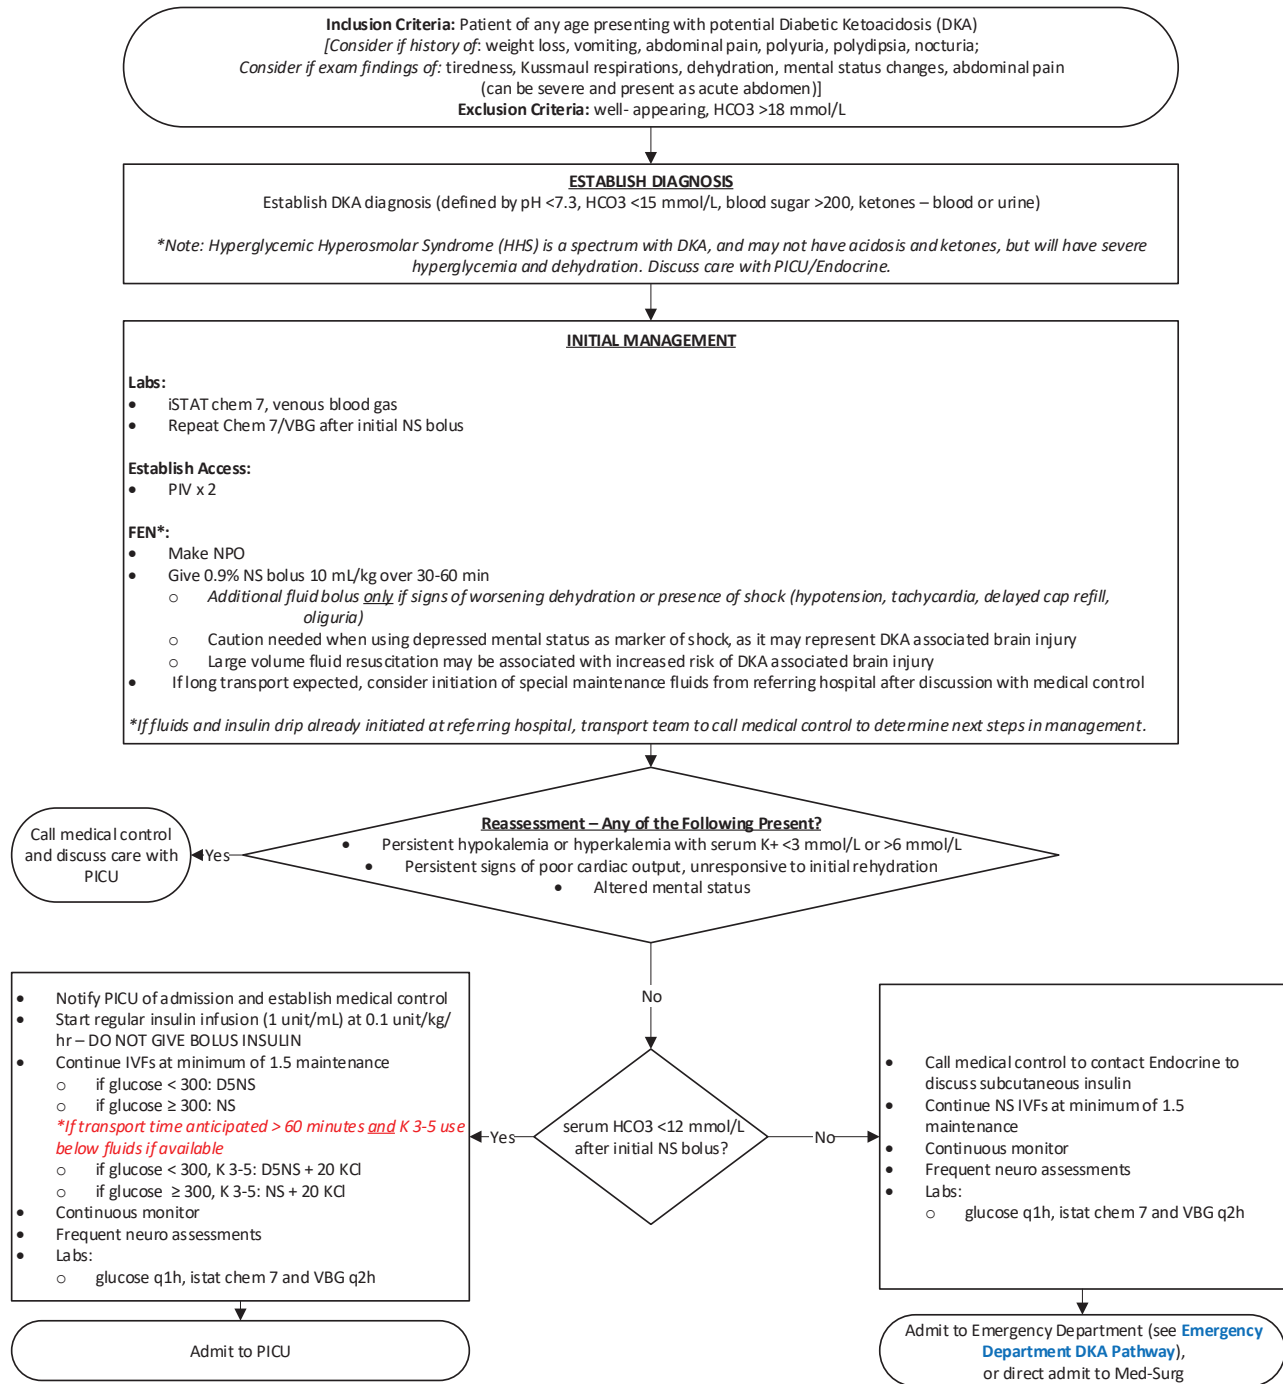 Inclusion Criteria: Patient of any age presenting with potential Diabetic Ketoacidosis (DKA)
[Consider if history of: weight loss, vomiting, abdominal pain, polyuria, polydipsia, nocturia;
Consider if exam findings of: tiredness, Kussmaul respirations, dehydration, mental status changes, abdominal pain
(can be severe and present as acute abdomen)]
Exclusion Criteria: well- appearing, HCO3 >18 mmol/L
ESTABLISH DIAGNOSIS
Establish DKA diagnosis (defined by pH <7.3, HCO3 <15 mmol/L, blood sugar >200, ketones – blood or urine)
*Note: Hyperglycemic Hyperosmolar Syndrome (HHS) is a spectrum with DKA, and may not have acidosis and ketones, but will have severe
hyperglycemia and dehydration. Discuss care with PICU/Endocrine.
INITIAL MANAGEMENT
Labs:
• iSTAT chem 7, venous blood gas
• Repeat Chem 7/VBG after initial NS bolus
Establish Access:
• PIV x 2
FEN*:
• Make NPO
• Give 0.9% NS bolus 10 mL/kg over 30-60 min
o Additional fluid bolus only if signs of worsening dehydration or presence of shock (hypotension, tachycardia, delayed cap refill,
oliguria)
o Caution needed when using depressed mental status as marker of shock, as it may represent DKA associated brain injury
o Large volume fluid resuscitation may be associated with increased risk of DKA associated brain injury
• If long transport expected, consider initiation of special maintenance fluids from referring hospital after discussion with medical control
*If fluids and insulin drip already initiated at referring hospital, transport team to call medical control to determine next steps in management.
Reassessment – Any of the Following Present?
• Persistent hypokalemia or hyperkalemia with serum K+ <3 mmol/L or >6 mmol/L
• Persistent signs of poor cardiac output, unresponsive to initial rehydration
• Altered mental status
Yes
Call medical control
and discuss care with
PICU
No
serum HCO3 <12 mmol/L
after initial NS bolus?
Yes
• Notify PICU of admission and establish medical control
• Start regular insulin infusion (1 unit/mL) at 0.1 unit/kg/
hr – DO NOT GIVE BOLUS INSULIN
• Continue IVFs at minimum of 1.5 maintenance
o if glucose < 300: D5NS
o if glucose ≥ 300: NS
*If transport time anticipated > 60 minutes and K 3-5 use
below fluids if available
o if glucose < 300, K 3-5: D5NS + 20 KCl
o if glucose ≥ 300, K 3-5: NS + 20 KCl
• Continuous monitor
• Frequent neuro assessments
• Labs:
o glucose q1h, istat chem 7 and VBG q2h
Admit to PICU
No
• Call medical control to contact Endocrine to
discuss subcutaneous insulin
• Continue NS IVFs at minimum of 1.5
maintenance
• Continuous monitor
• Frequent neuro assessments
• Labs:
o glucose q1h, istat chem 7 and VBG q2h
Admit to Emergency Department (see Emergency
Department DKA Pathway),
or direct admit to Med-Surg